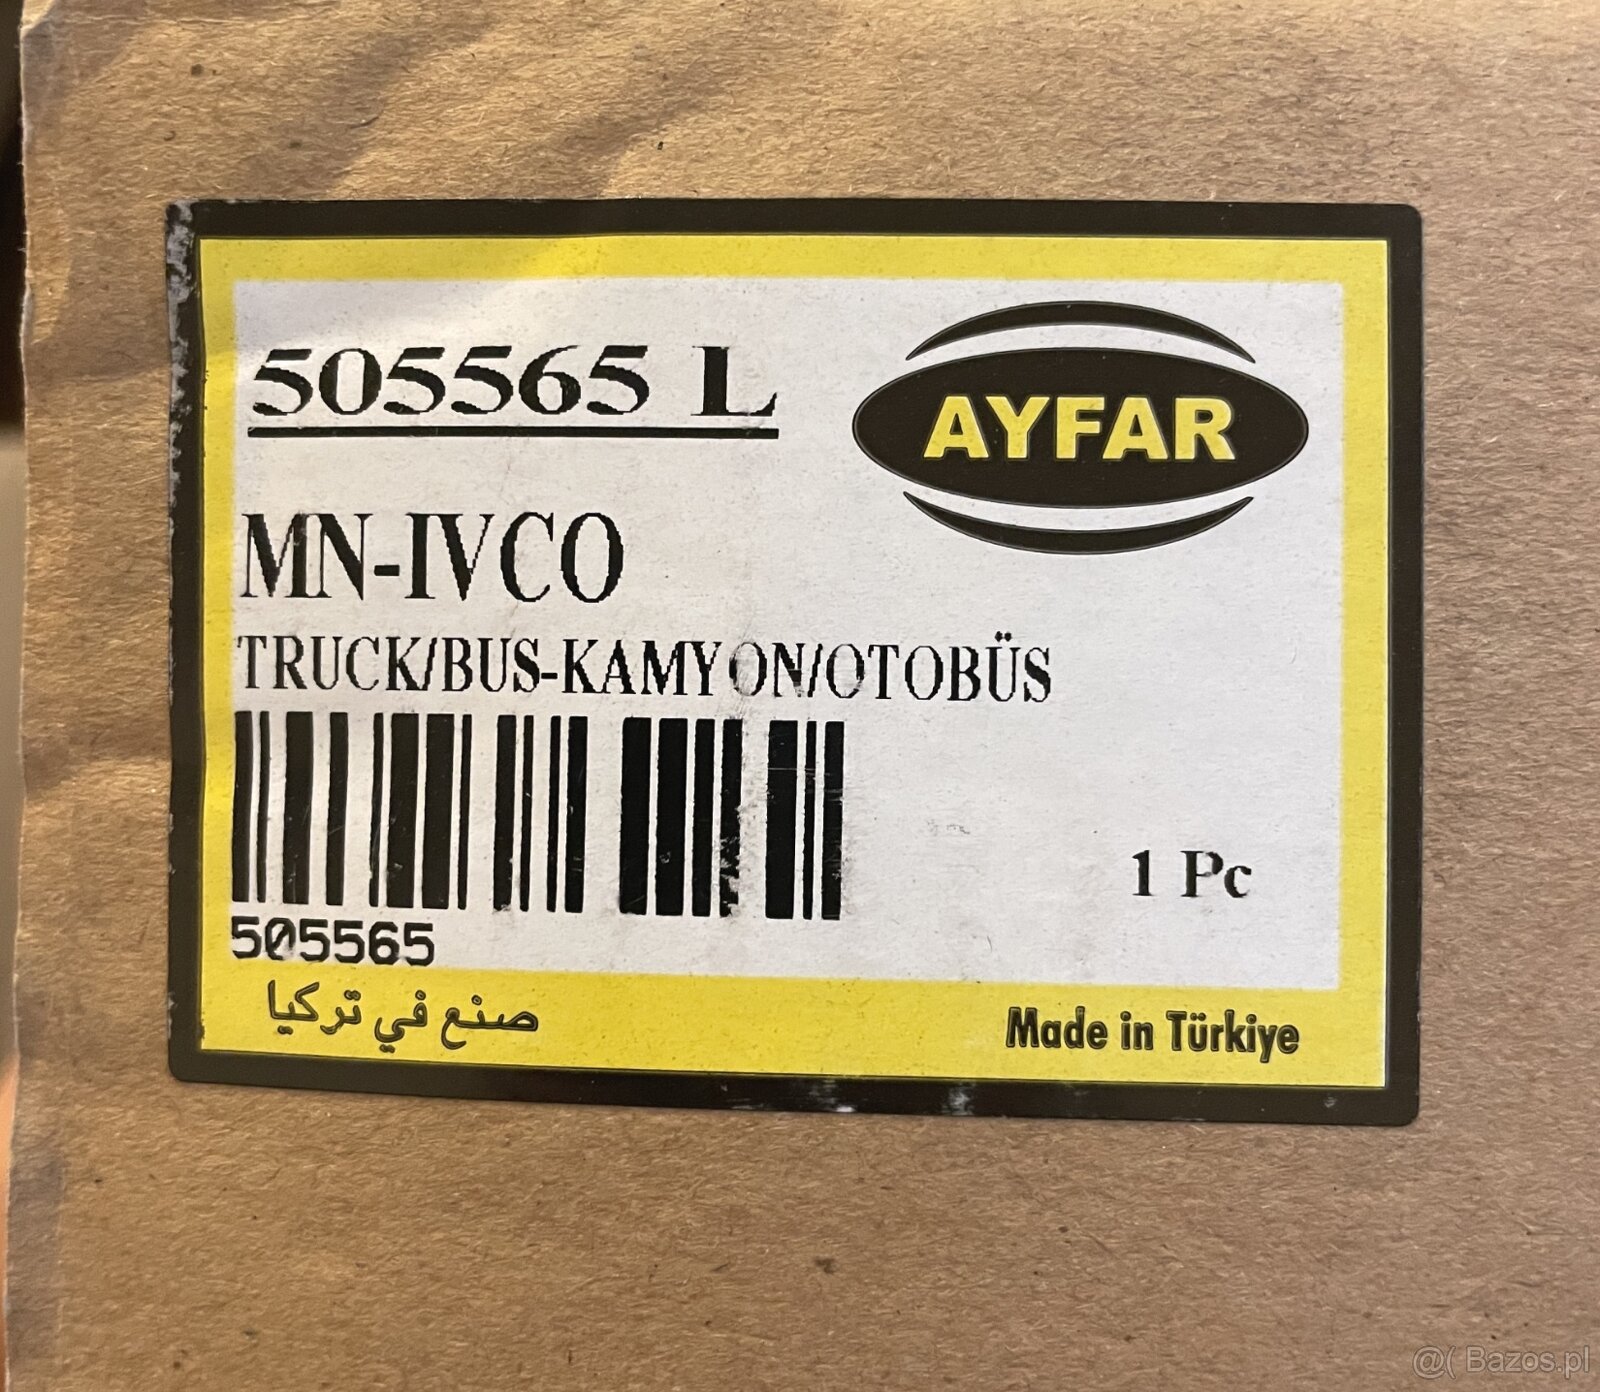 505565 L
AYFAR
MN-IVCO
TRUCK/BUS-KAMYON/OTOBÜS
1 Pc
505565
صنع في تركيا
Made in Türkiye
@( Bazos.pl